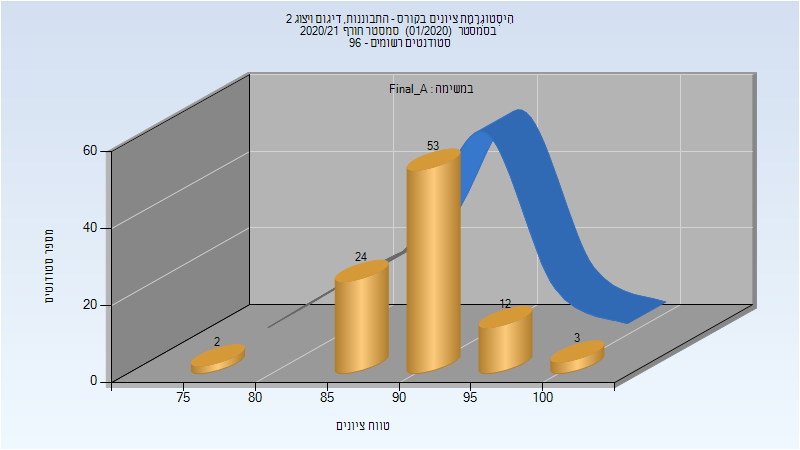 היסטוגרמת ציונים בקורס - התבוננות, דיגום ויצוג 2
בסמסטר (01/2020) סמסטר חורף 2020/21
סטודנטים רשומים - 96
במשימה : Final_A
60
40
20
0
מספר סטודנטים
2
24
53
12
3
75
80
85
90
95
100
טווח ציונים